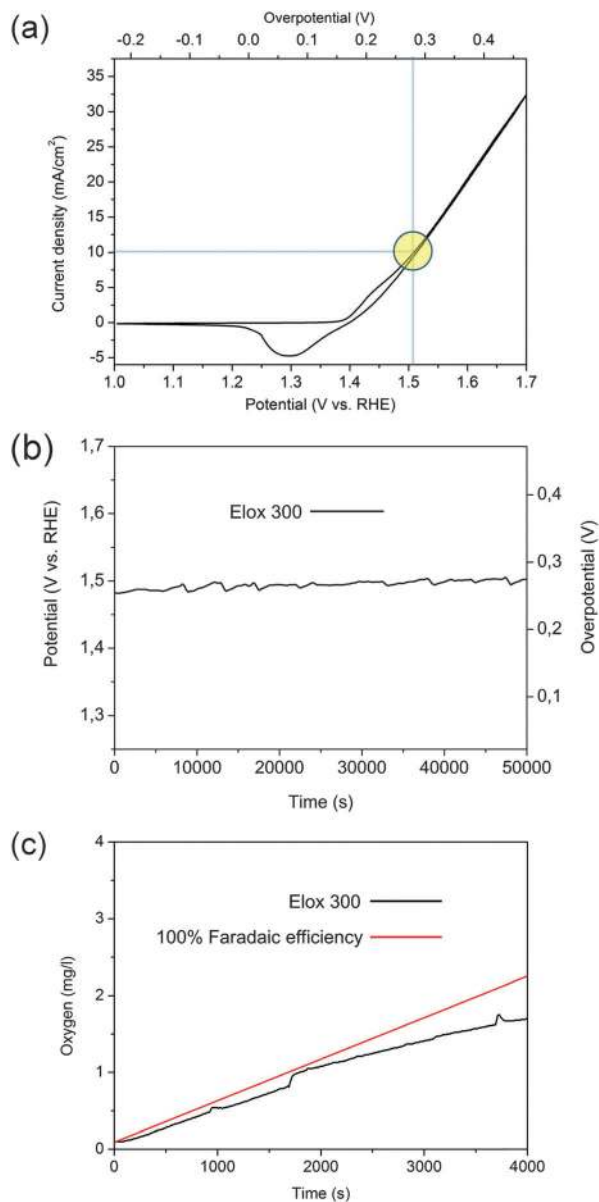 (a)
Overpotential (V)
-0.2 -0.1 0.0 0.1 0.2 0.3 0.4
35
30
25
20
15
10
5
0
-5
Current density (mA/cm²)
1.0 1.1 1.2 1.3 1.4 1.5 1.6 1.7
Potential (V vs. RHE)
(b)
1,7
1,6
1,5
1,4
1,3
Potential (V vs. RHE)
Elox 300
0,4
0,3
0,2
0,1
Overpotential (V)
0 10000 20000 30000 40000 50000
Time (s)
(c)
4
3
2
1
0
Oxygen (mg/l)
Elox 300
100% Faradaic efficiency
0 1000 2000 3000 4000
Time (s)